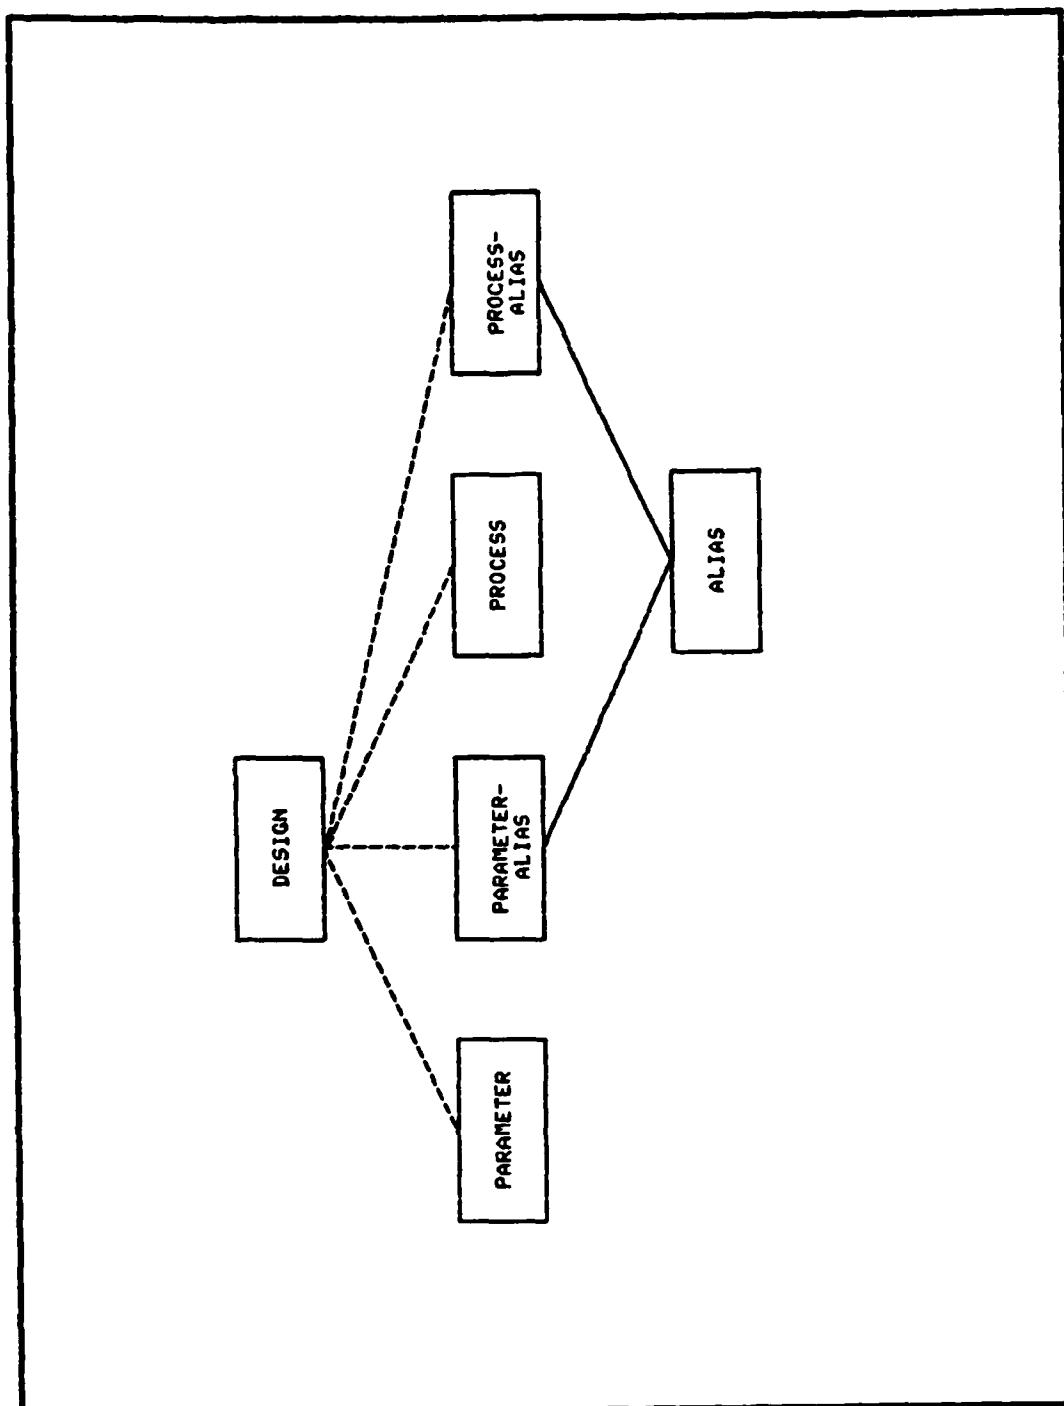 DESIGN
PARAMETER
PARAMETER-
ALIAS
PROCESS
PROCESS-
ALIAS
ALIAS